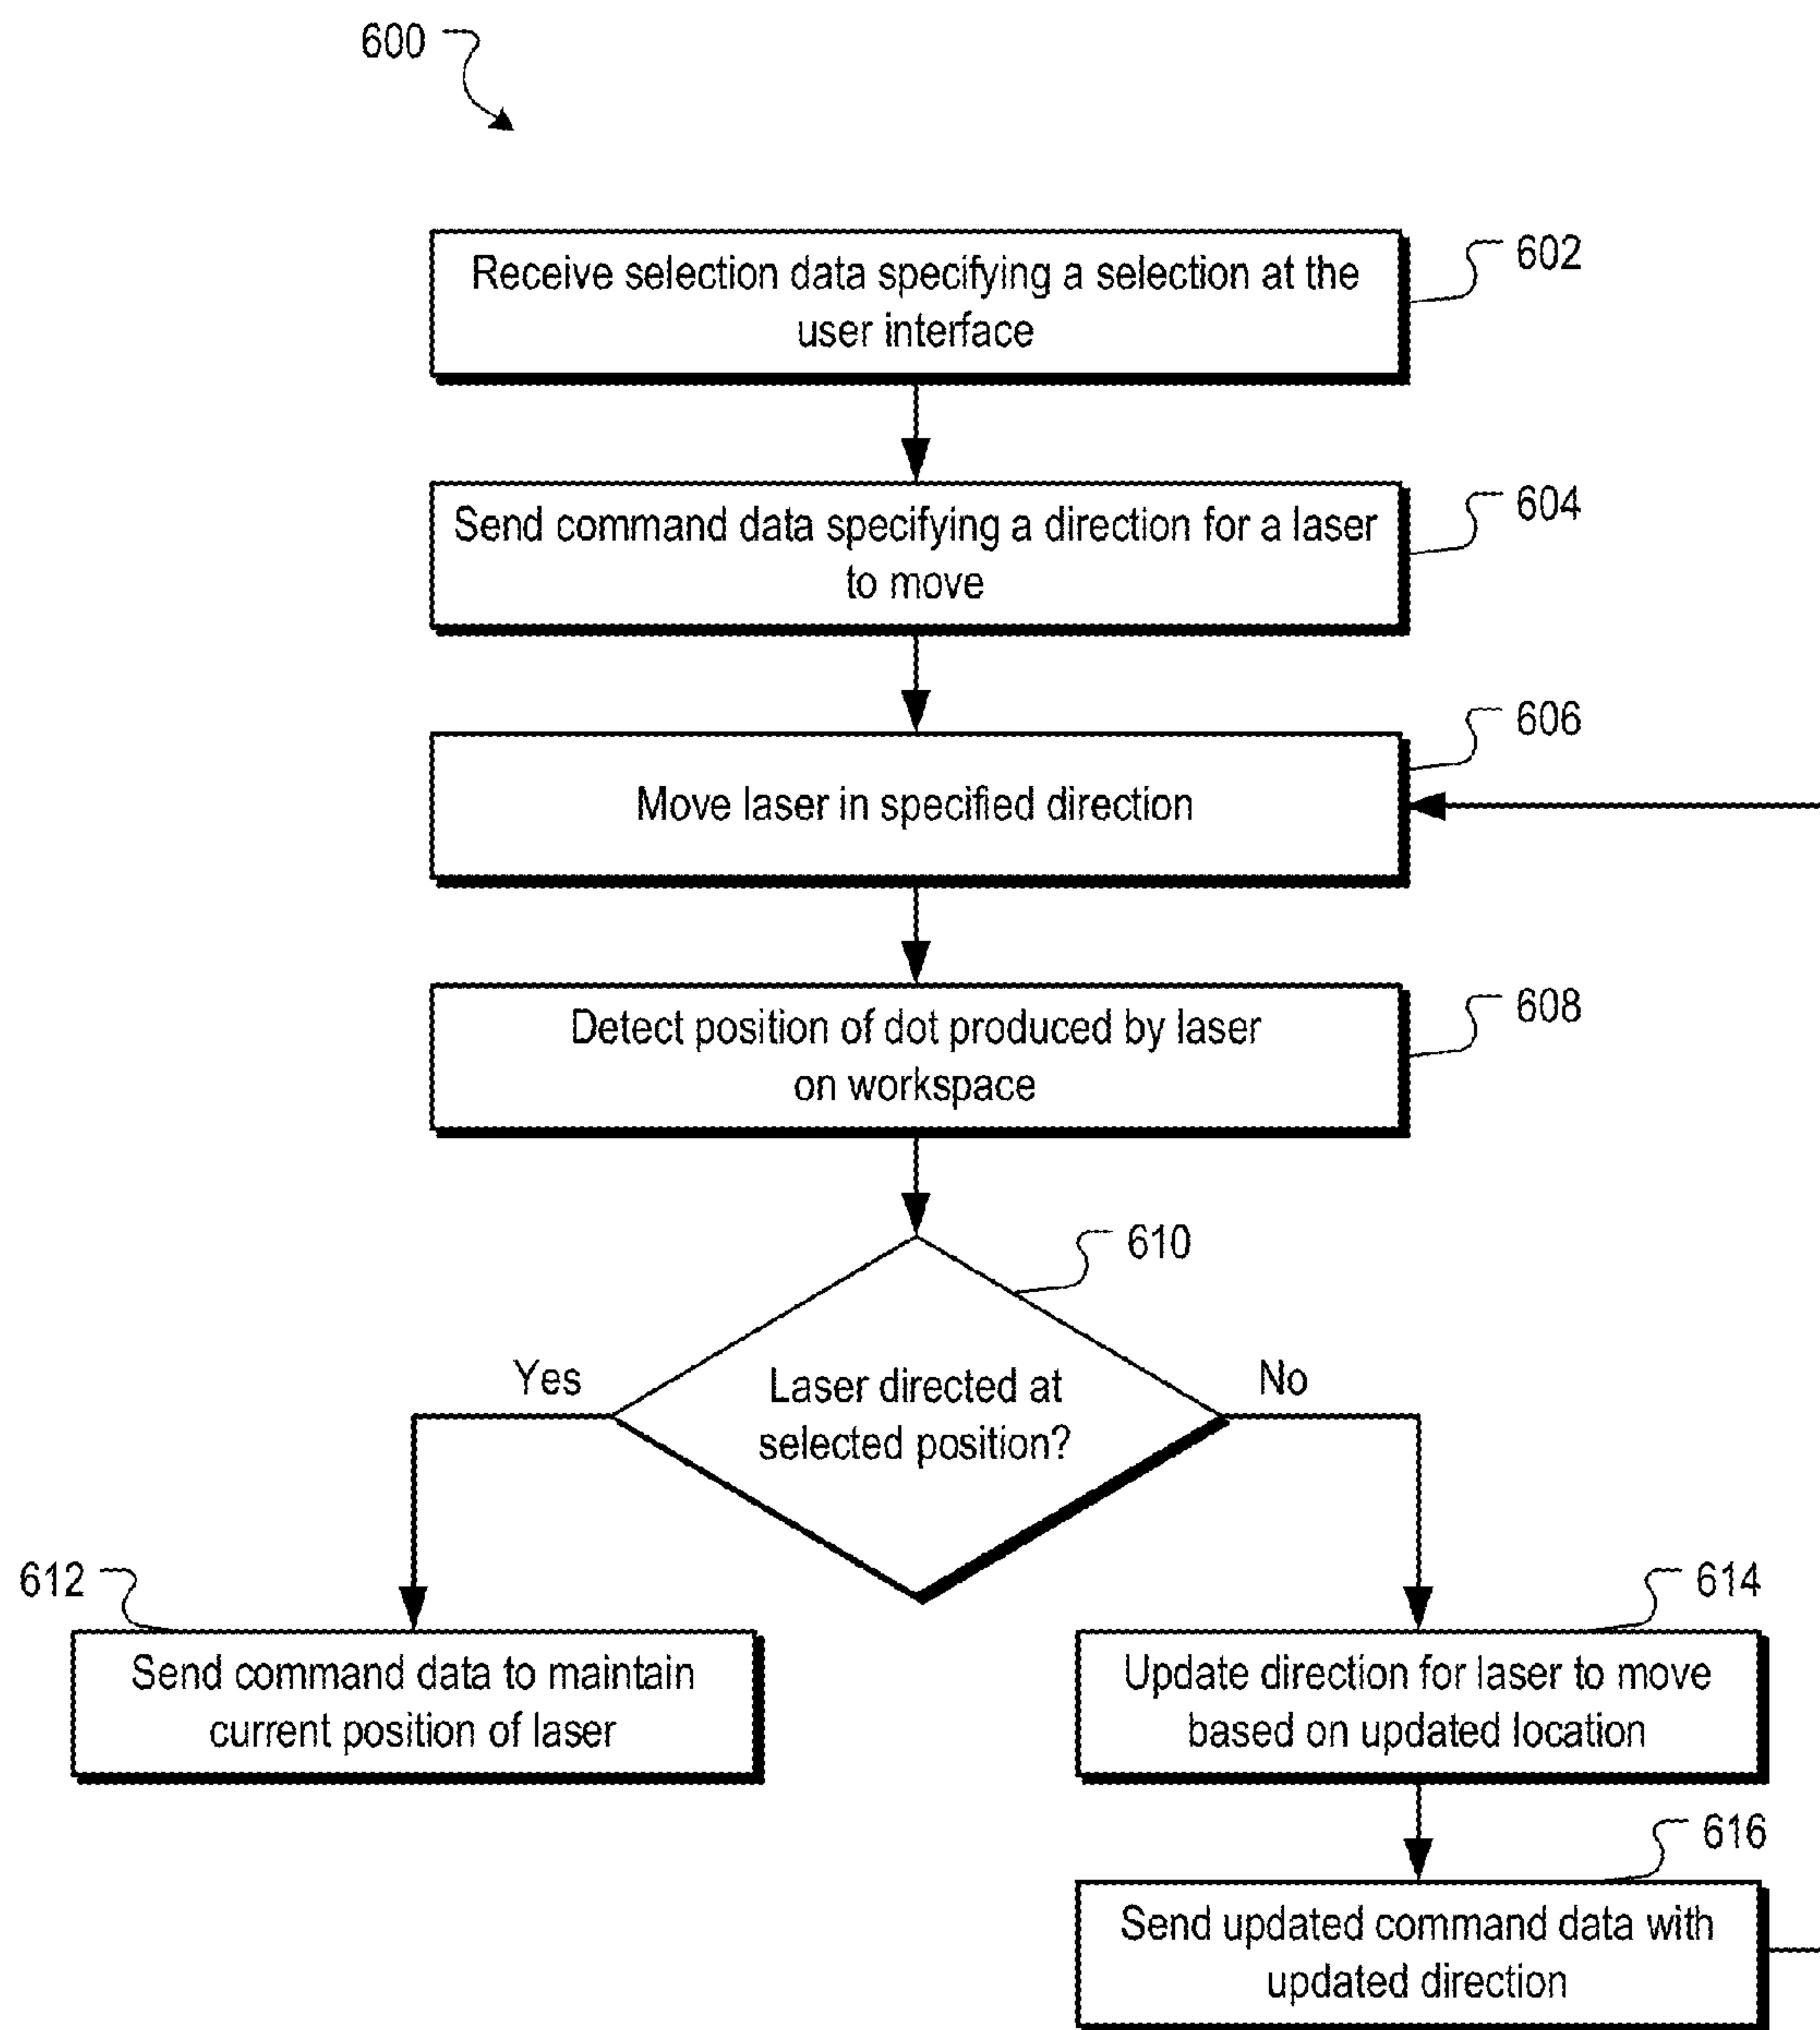 600
Receive selection data specifying a selection at the
user interface
602
Send command data specifying a direction for a laser
to move
604
606
Move laser in specified direction
Detect position of dot produced by laser
on workspace
608
610
Yes
Laser directed at
selected position?
No
612
Send command data to maintain
current position of laser
614
Update direction for laser to move
based on updated location
616
Send updated command data with
updated direction